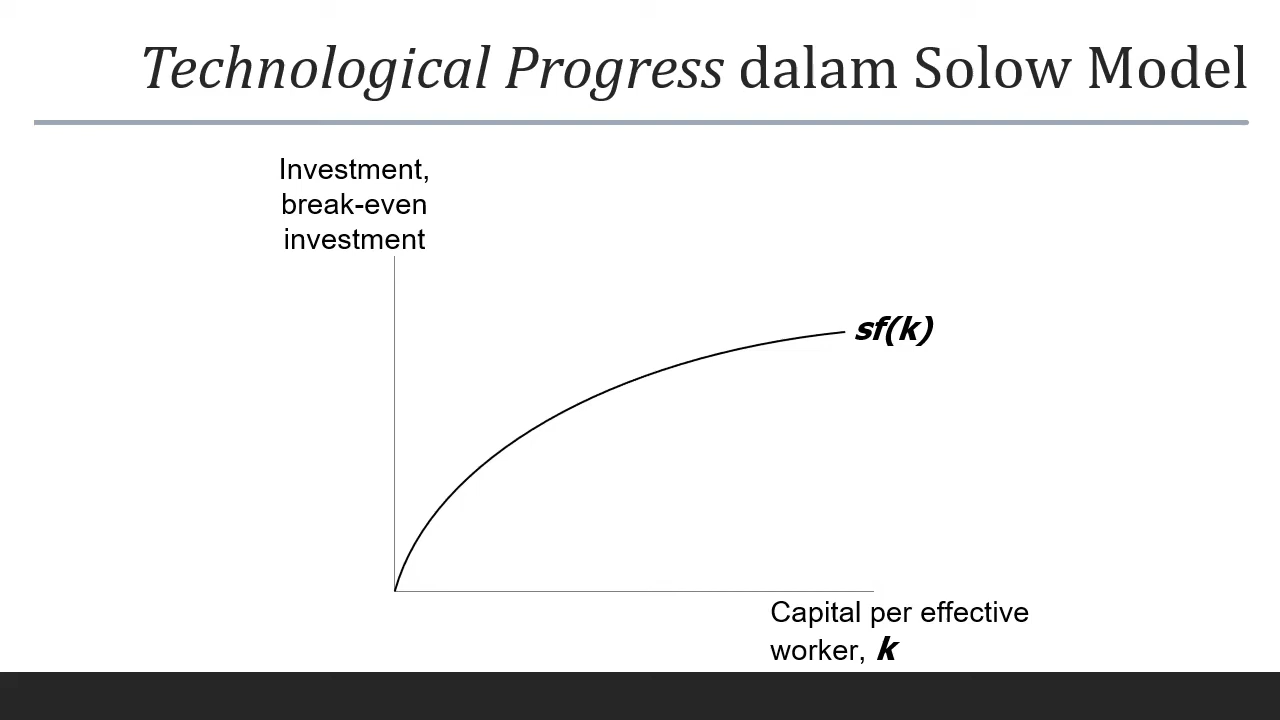 Technological Progress dalam Solow Model
Investment,
break-even
investment
sf(k)
Capital per effective
worker, k